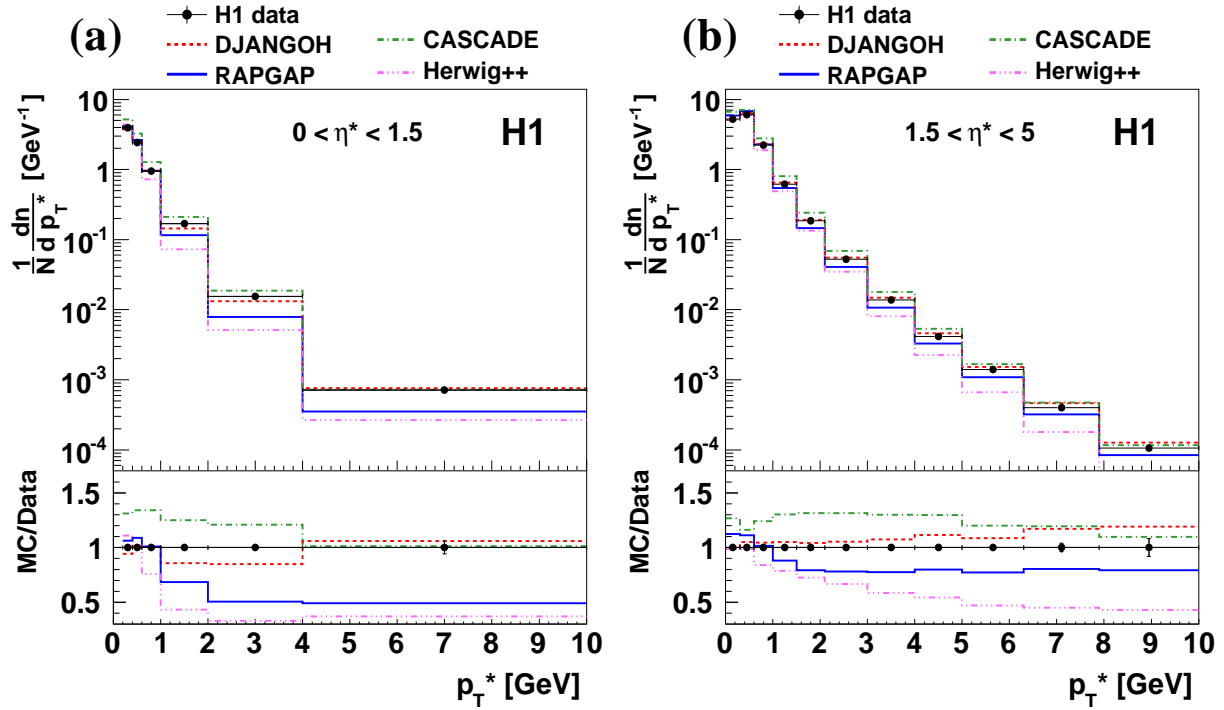 (a)
H1 data
DJANGOH
RAPGAP
CASCADE
Herwig++
0 < η* < 1.5
H1
1/N dn/d p_T* [GeV⁻¹]
10
1
10⁻¹
10⁻²
10⁻³
10⁻⁴
MC/Data
1.5
1
0.5
0 1 2 3 4 5 6 7 8 9 10
p_T* [GeV]
(b)
H1 data
DJANGOH
RAPGAP
CASCADE
Herwig++
1.5 < η* < 5
H1
1/N dn/d p_T* [GeV⁻¹]
10
1
10⁻¹
10⁻²
10⁻³
10⁻⁴
MC/Data
1.5
1
0.5
0 1 2 3 4 5 6 7 8 9 10
p_T* [GeV]